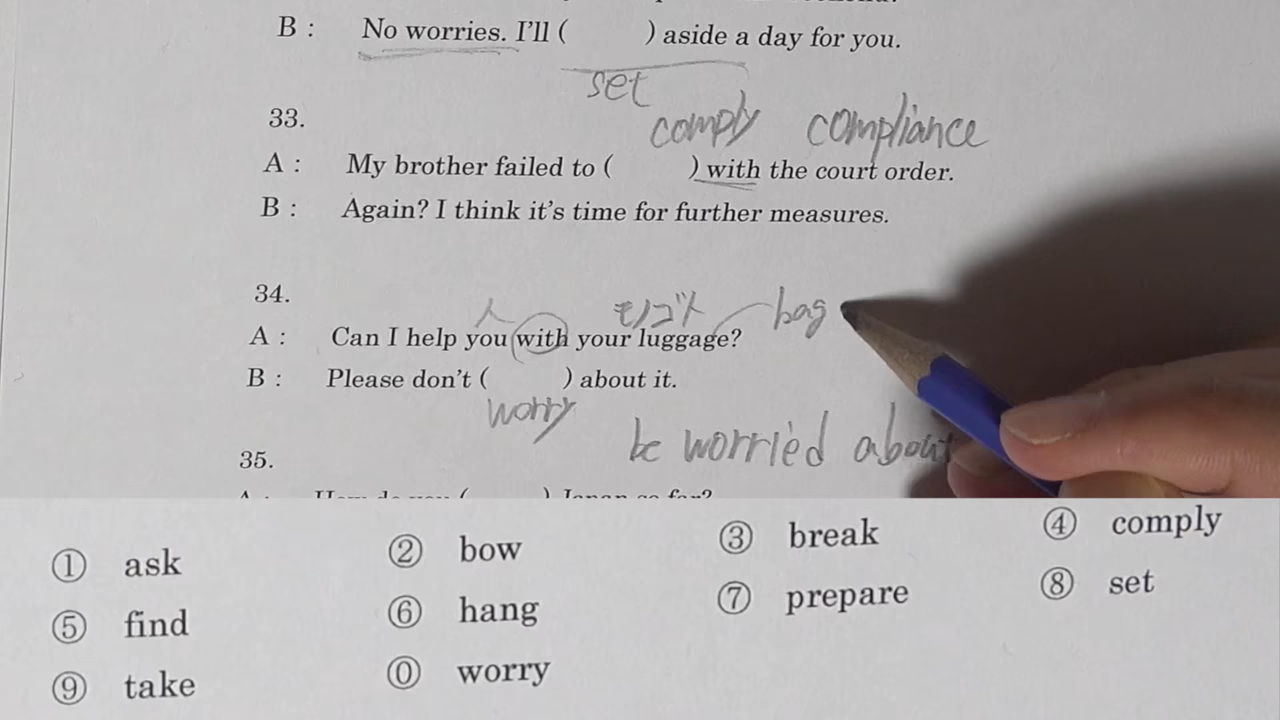 B : No worries. I'll ( ) aside a day for you.
set
comply compliance
33.
A : My brother failed to ( ) with the court order.
B : Again? I think it's time for further measures.
34.
人 モノゴト bag
A : Can I help you with your luggage?
B : Please don't ( ) about it.
worry
be worried about
35.
① ask ② bow ③ break ④ comply
⑤ find ⑥ hang ⑦ prepare ⑧ set
⑨ take ⓪ worry